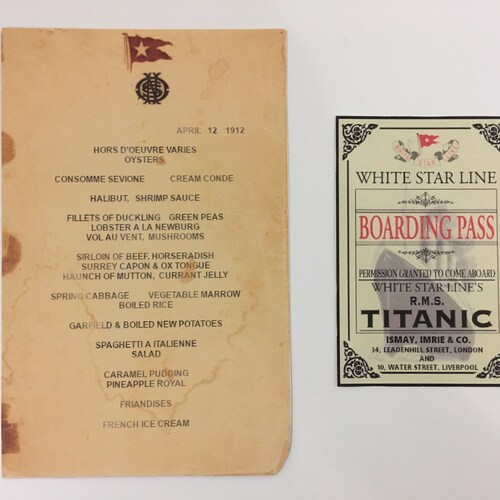 APRIL 12 1912
HORS D'OEUVRE VARIES
OYSTERS
CONSOMME SEVIONE CREAM CONDE
HALIBUT, SHRIMP SAUCE
FILLETS OF DUCKLING GREEN PEAS
LOBSTER A LA NEWBURG
VOL AU VENT, MUSHROOMS
SIRLOIN OF BEEF, HORSERADISH
SURREY CAPON & OX TONGUE
HAUNCH OF MUTTON, CURRANT JELLY
SPRING CABBAGE VEGETABLE MARROW
BOILED RICE
GARFIELD & BOILED NEW POTATOES
SPAGHETTI A ITALIENNE
SALAD
CARAMEL PUDDING
PINEAPPLE ROYAL
FRIANDISES
FRENCH ICE CREAM
STAR
WHITE STAR LINE
BOARDING PASS
PERMISSION GRANTED TO COME ABOARD
WHITE STAR LINE'S
R.M.S.
TITANIC
ISMAY, IMRIE & CO.
34, LEADENHILL STREET, LONDON
AND
10, WATER STREET, LIVERPOOL